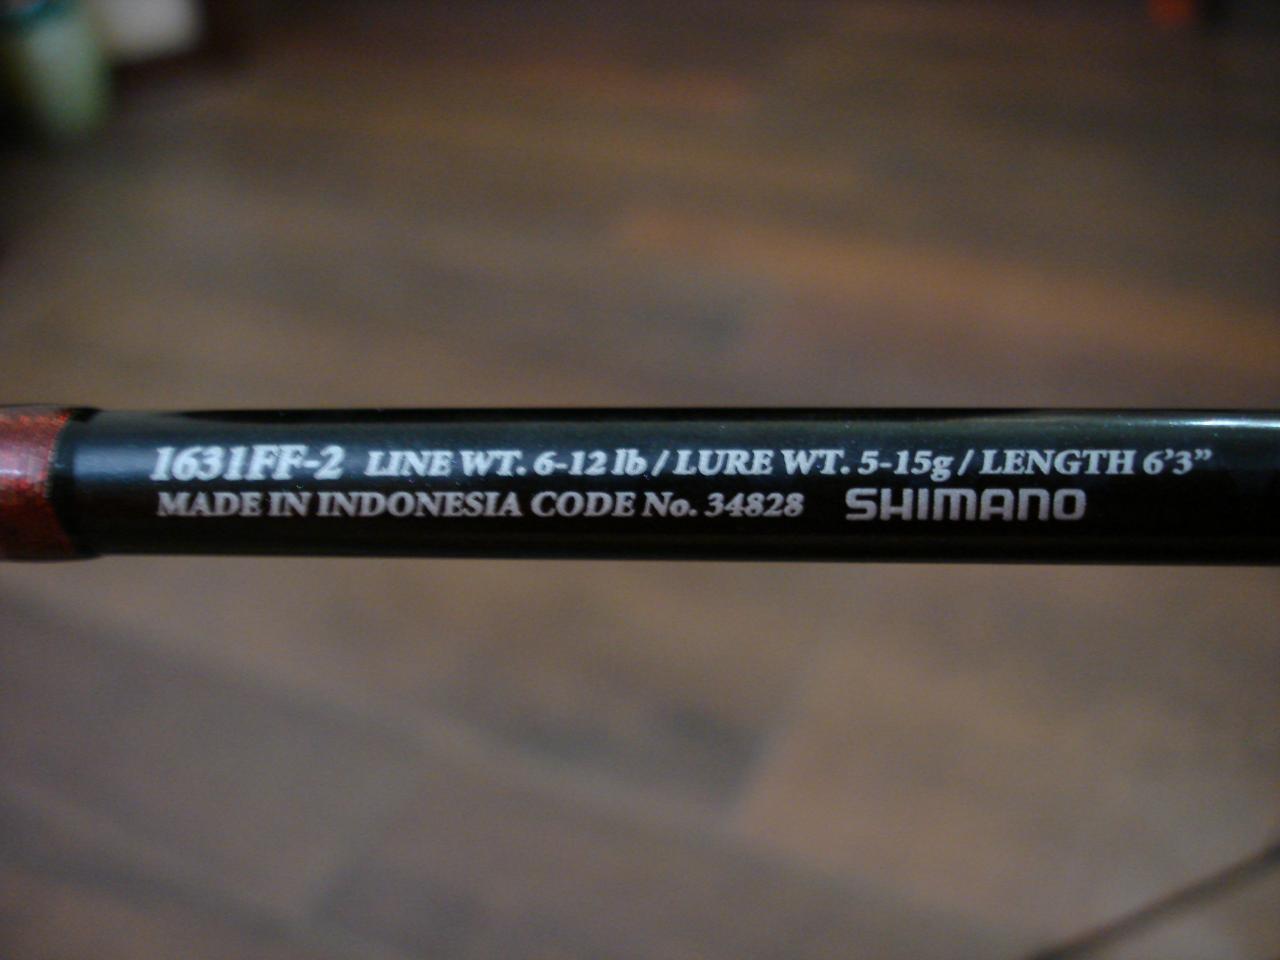 1631FF-2 LINE WT. 6-12 lb / LURE WT. 5-15g / LENGTH 6'3”
MADE IN INDONESIA CODE No. 34828 SHIMANO